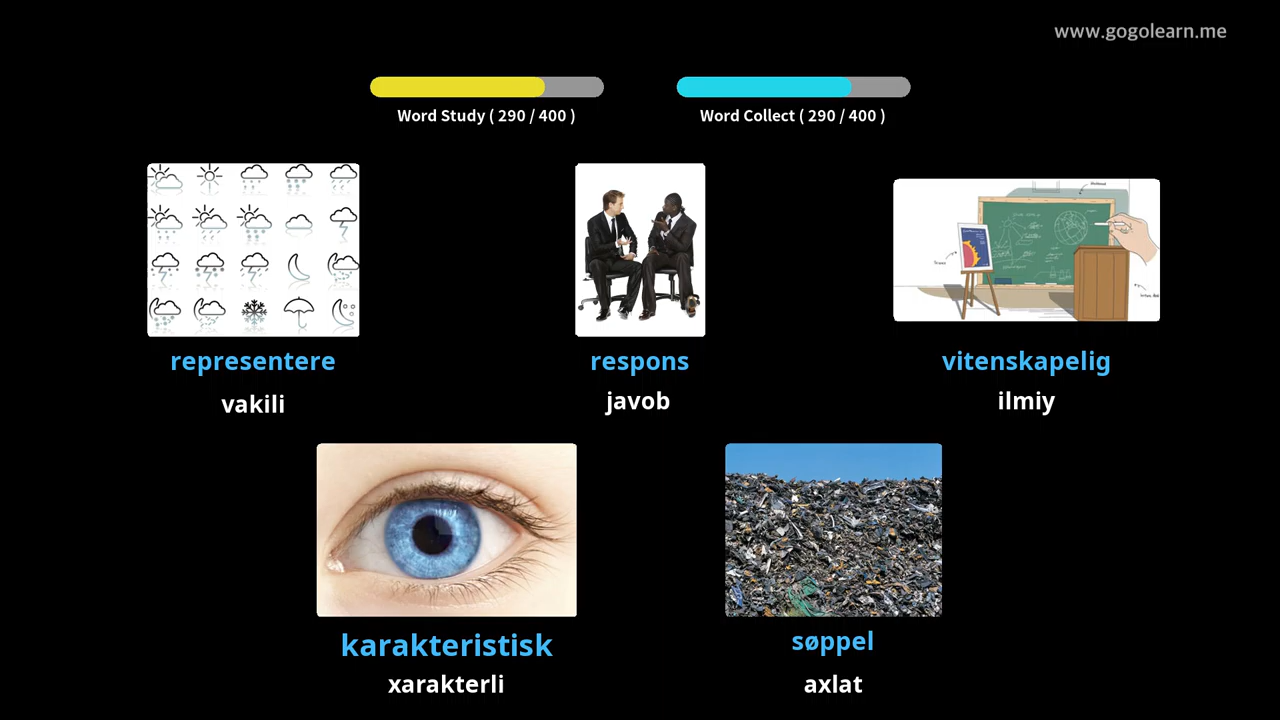 www.gogolearn.me
Word Study ( 290 / 400 )
Word Collect ( 290 / 400 )
representere
vakili
respons
javob
vitenskapelig
ilmiy
karakteristisk
xarakterli
søppel
axlat